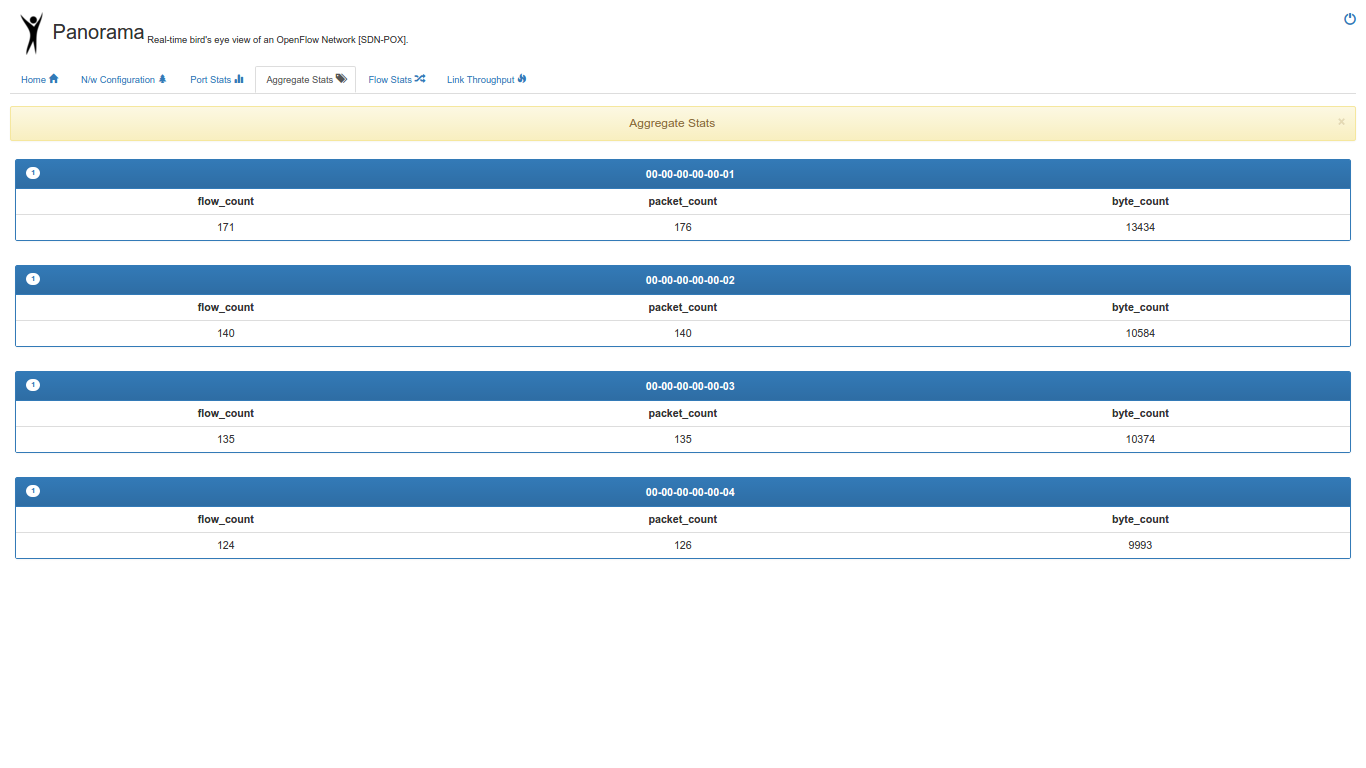 Panorama Real-time bird's eye view of an OpenFlow Network [SDN-POX].
Home N/w Configuration Port Stats Aggregate Stats Flow Stats Link Throughput
Aggregate Stats ×
1 00-00-00-00-00-01
flow_count packet_count byte_count
171 176 13434
1 00-00-00-00-00-02
flow_count packet_count byte_count
140 140 10584
1 00-00-00-00-00-03
flow_count packet_count byte_count
135 135 10374
1 00-00-00-00-00-04
flow_count packet_count byte_count
124 126 9993